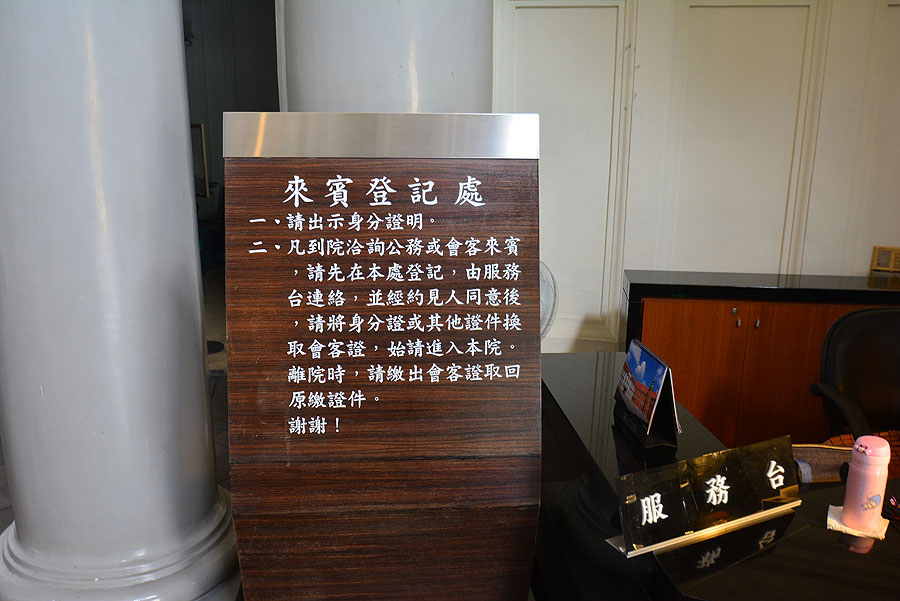 來賓登記處
一、請出示身分證明。
二、凡到院洽詢公務或會客來賓
，請先在本處登記，由服務
台連絡，並經約見人同意後
，請將身分證或其他證件換
取會客證，始請進入本院。
離院時，請繳出會客證取回
原繳證件。
謝謝！
服務台